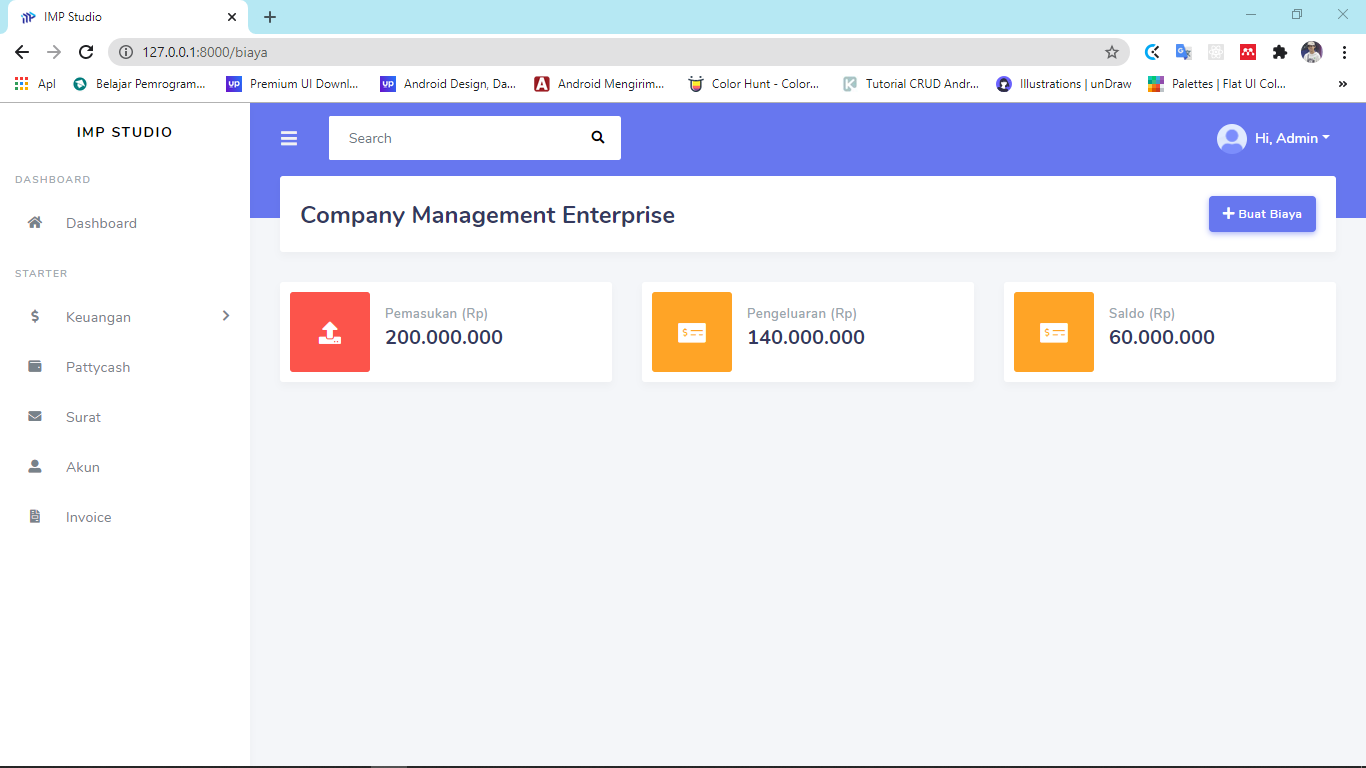 IMP Studio
127.0.0.1:8000/biaya
Apl
Belajar Pemrogram...
Premium UI Downl...
Android Design, Da...
Android Mengirim...
Color Hunt - Color...
Tutorial CRUD Andr...
Illustrations | unDraw
Palettes | Flat UI Col...
IMP STUDIO
Search
Hi, Admin
DASHBOARD
Dashboard
STARTER
Keuangan
Pattycash
Surat
Akun
Invoice
Company Management Enterprise
Buat Biaya
Pemasukan (Rp)
200.000.000
Pengeluaran (Rp)
140.000.000
Saldo (Rp)
60.000.000